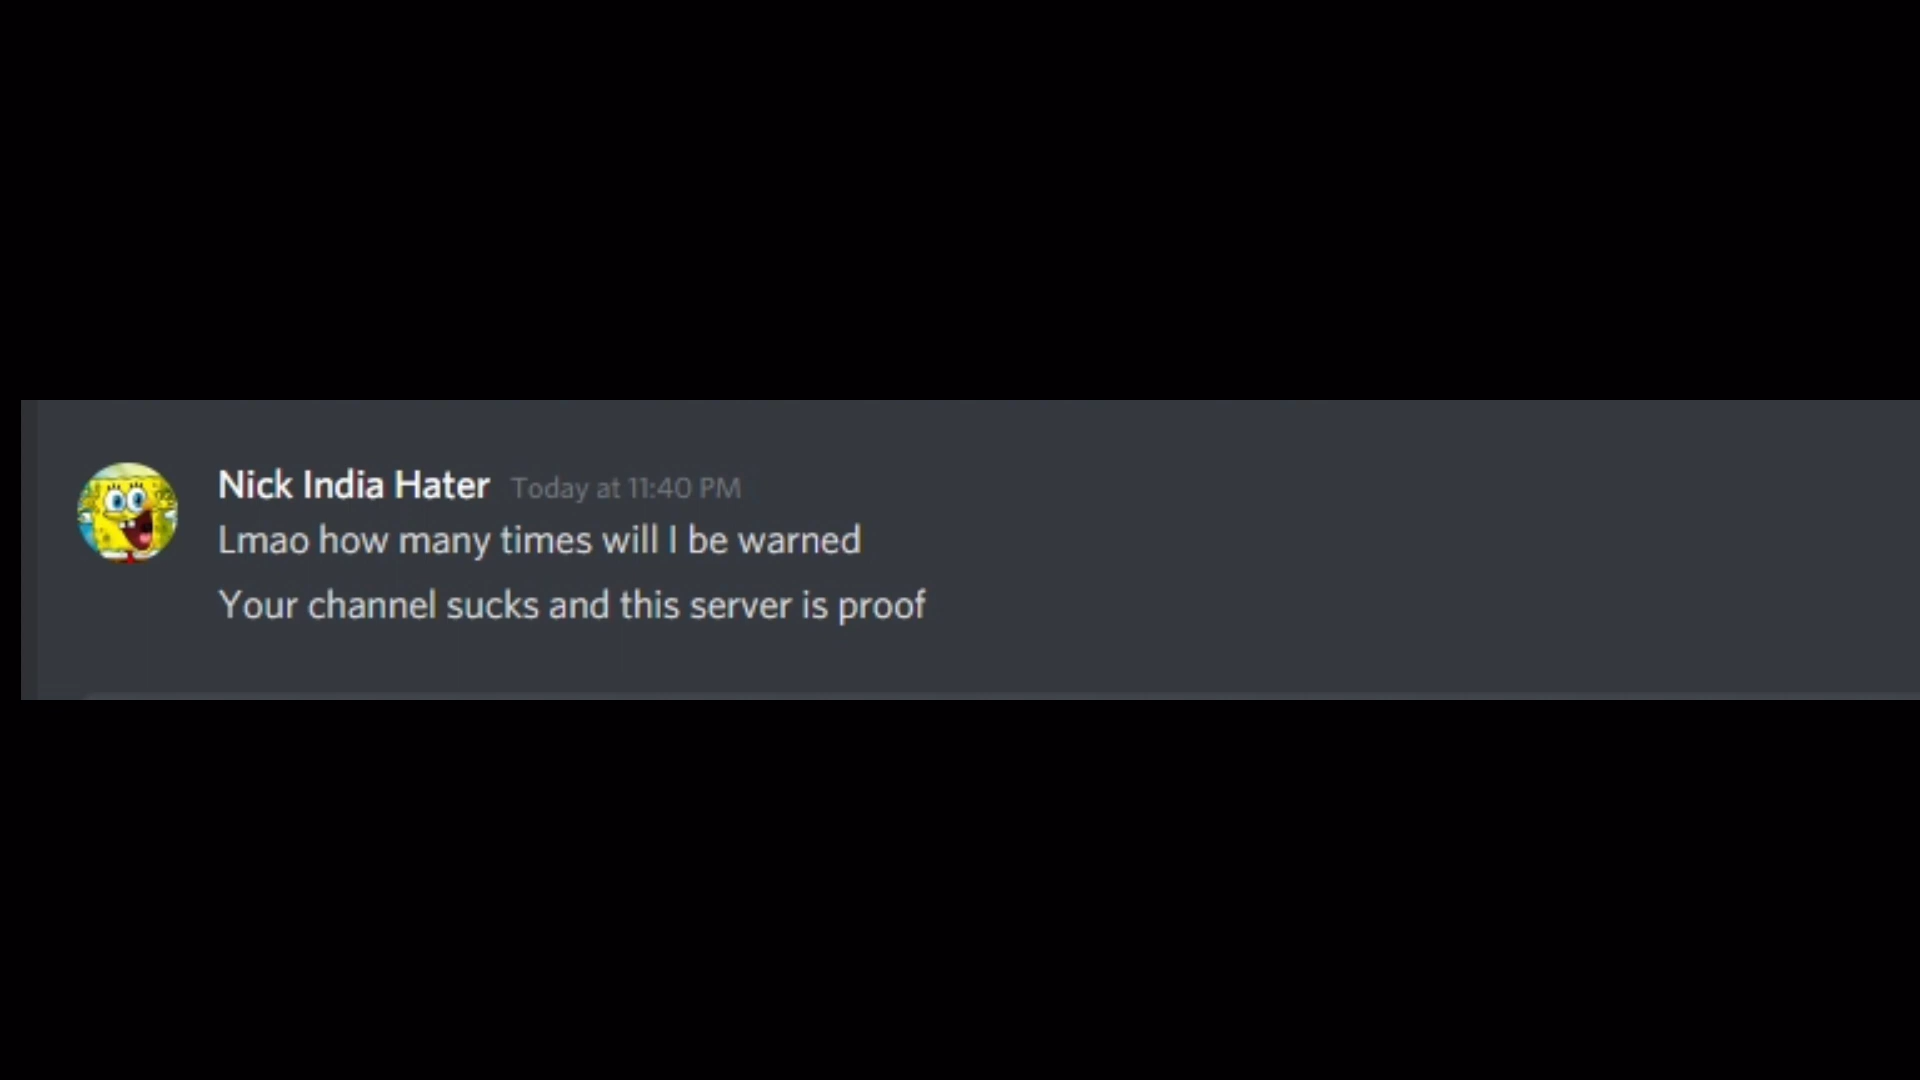 Nick India Hater Today at 11:40 PM
Lmao how many times will I be warned
Your channel sucks and this server is proof